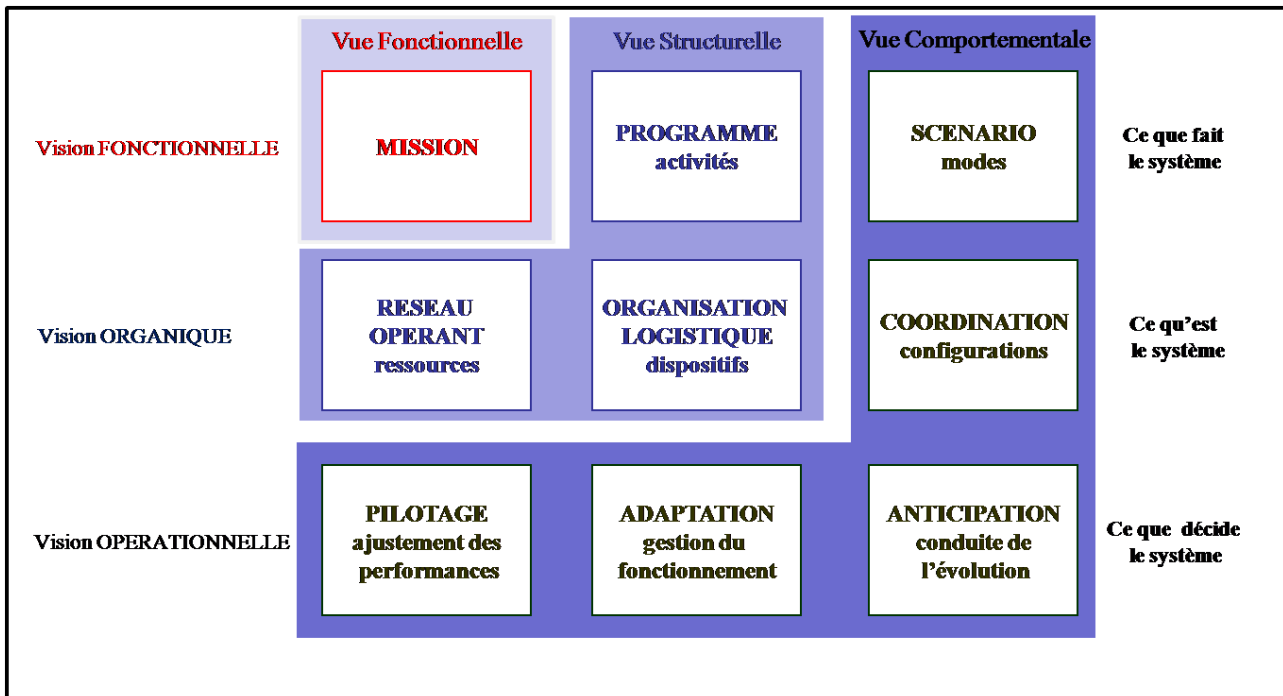 Vue Fonctionnelle
Vue Structurelle
Vue Comportementale
Vision FONCTIONNELLE
MISSION
PROGRAMME
activités
SCENARIO
modes
Ce que fait
le système
Vision ORGANIQUE
RESEAU
OPERANT
ressources
ORGANISATION
LOGISTIQUE
dispositifs
COORDINATION
configurations
Ce qu’est
le système
Vision OPERATIONNELLE
PILOTAGE
ajustement des
performances
ADAPTATION
gestion du
fonctionnement
ANTICIPATION
conduite de
l’évolution
Ce que décide
le système